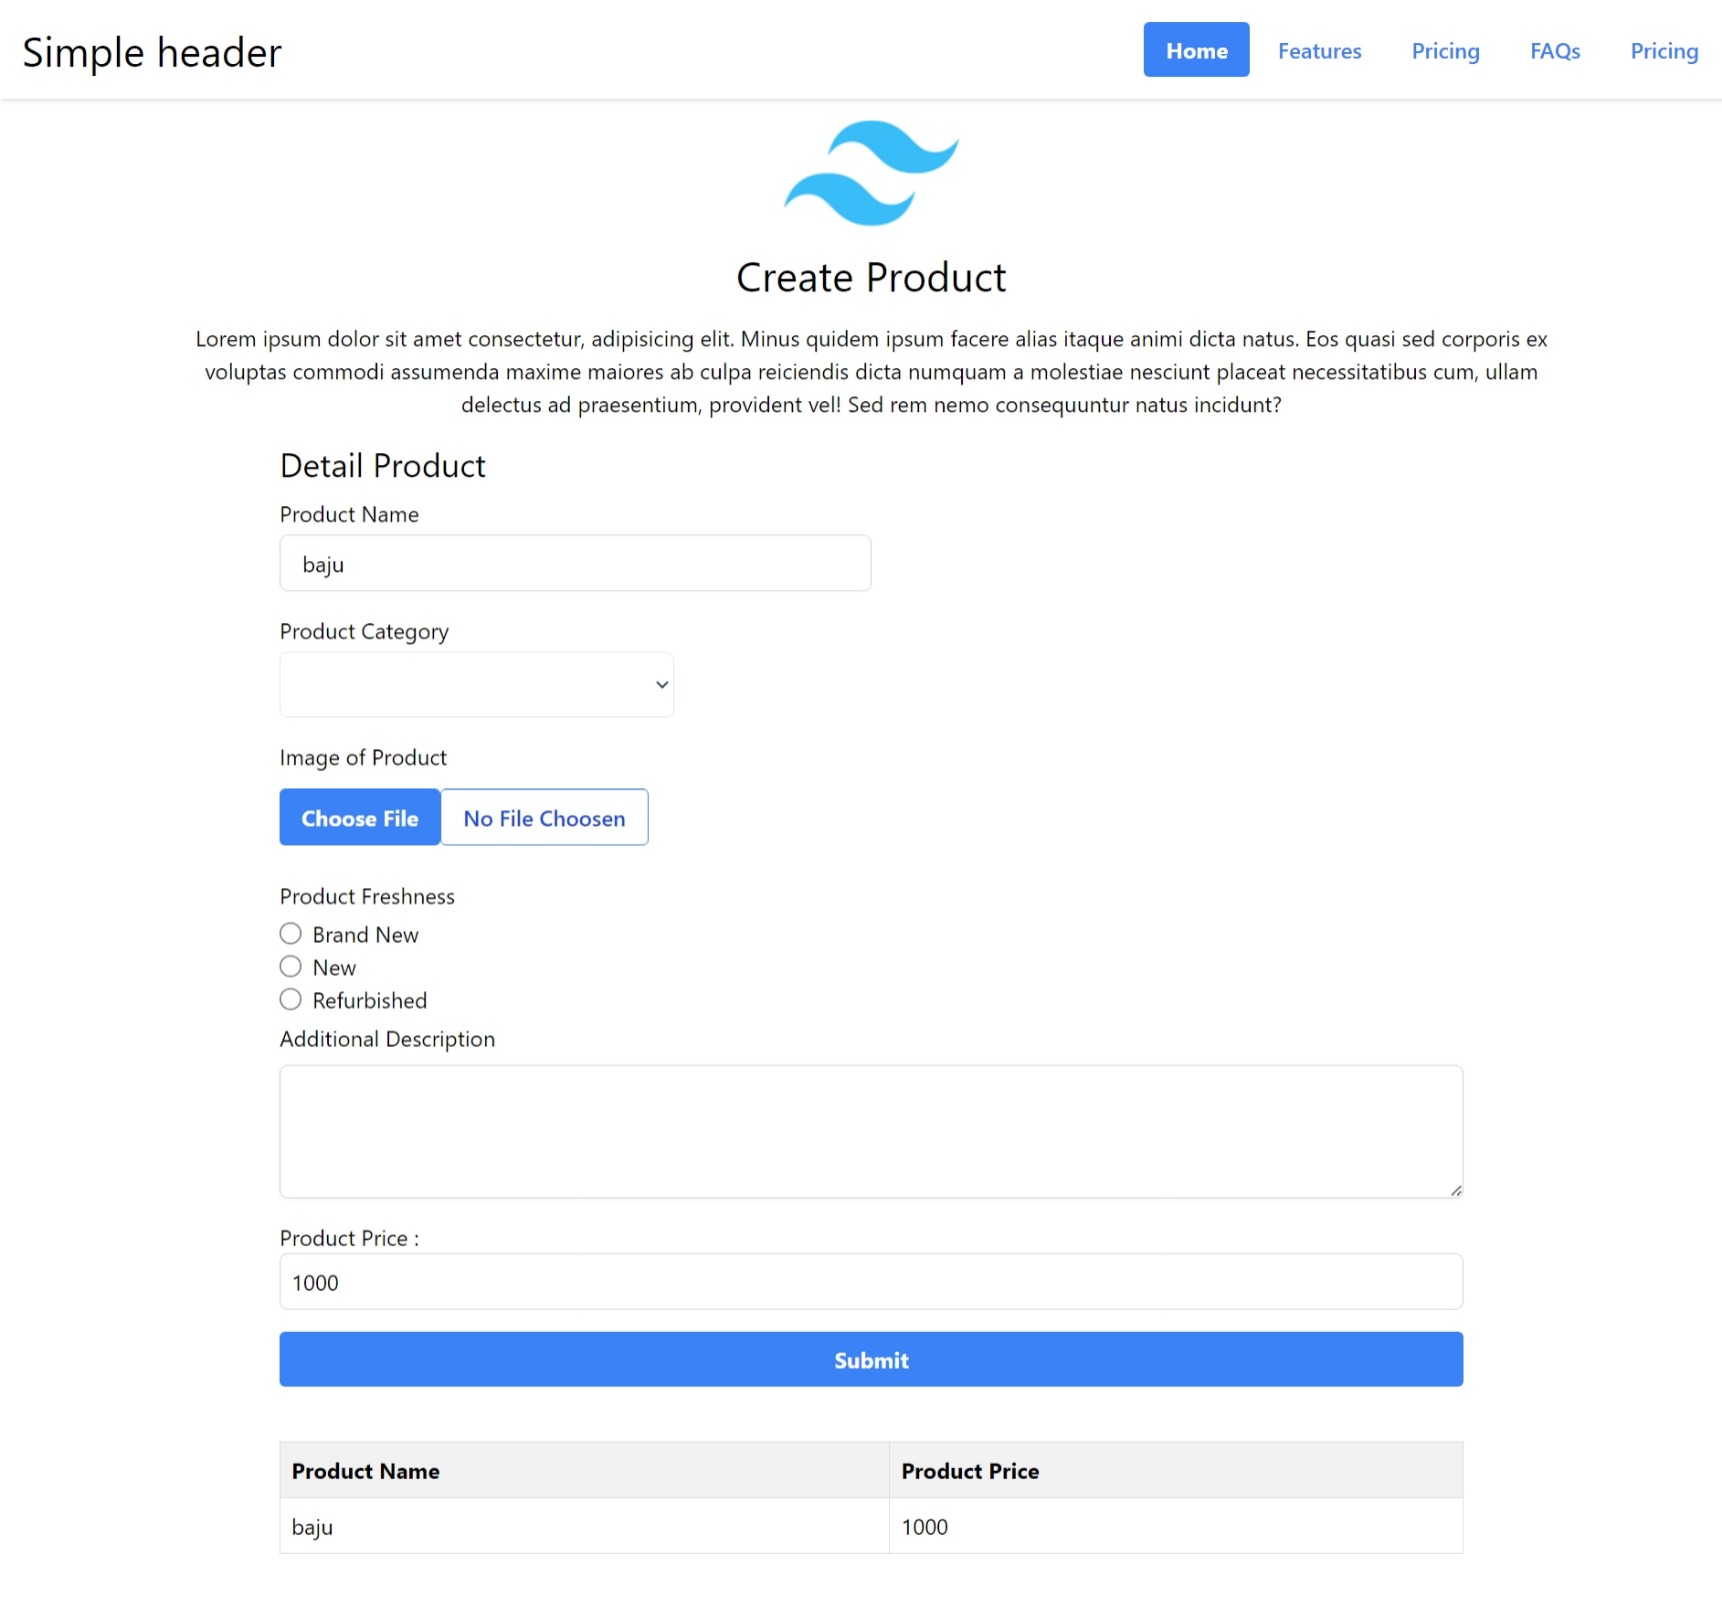 Simple header
Home Features Pricing FAQs Pricing
Create Product
Lorem ipsum dolor sit amet consectetur, adipisicing elit. Minus quidem ipsum facere alias itaque animi dicta natus. Eos quasi sed corporis ex
voluptas commodi assumenda maxime maiores ab culpa reiciendis dicta numquam a molestiae nesciunt placeat necessitatibus cum, ullam
delectus ad praesentium, provident vel! Sed rem nemo consequuntur natus incidunt?
Detail Product
Product Name
baju
Product Category
Image of Product
Choose File No File Choosen
Product Freshness
Brand New
New
Refurbished
Additional Description
Product Price :
1000
Submit
Product Name Product Price
baju 1000